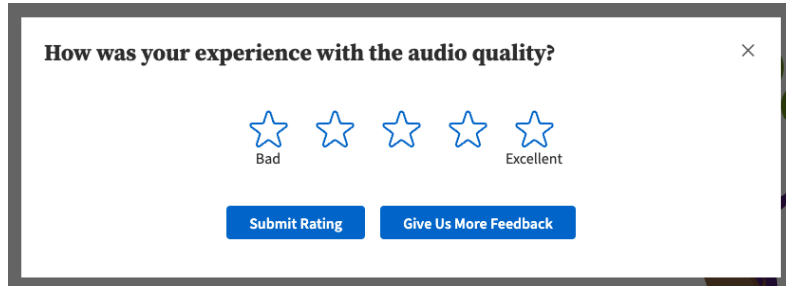 How was your experience with the audio quality?
Bad
Excellent
Submit Rating
Give Us More Feedback